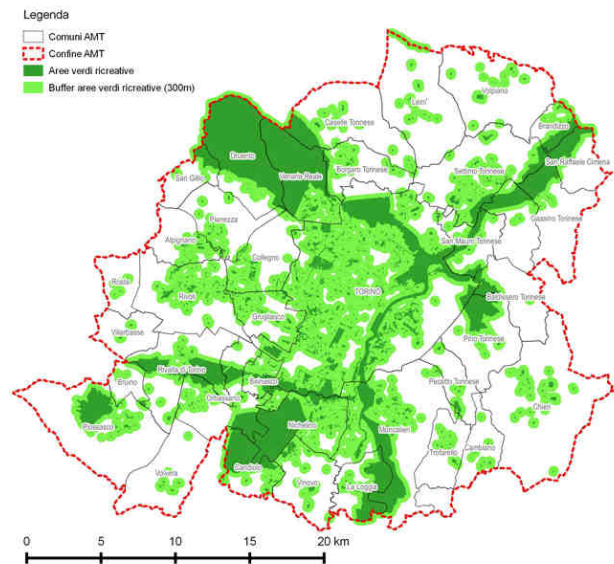 Legenda
Comuni AMT
Confine AMT
Aree verdi ricreative
Buffer aree verdi ricreative (300m)
Leini'
Volpiano
Caselle Torinese
Brandizzo
Druento
Venaria Reale
Borgaro Torinese
Settimo Torinese
San Raffaele Cimena
San Gillio
Pianezza
Gassino Torinese
Alpignano
San Mauro Torinese
Collegno
Rosta
Rivoli
TORINO
Baldissero Torinese
Grugliasco
Villarbasse
Pino Torinese
Rivalta di Torino
Bruino
Beinasco
Pecetto Torinese
Orbassano
Chieri
Piossasco
Nichelino
Moncalieri
Trofarello
Cambiano
Candiolo
Volvera
Vinovo
La Loggia
0 5 10 15 20 km